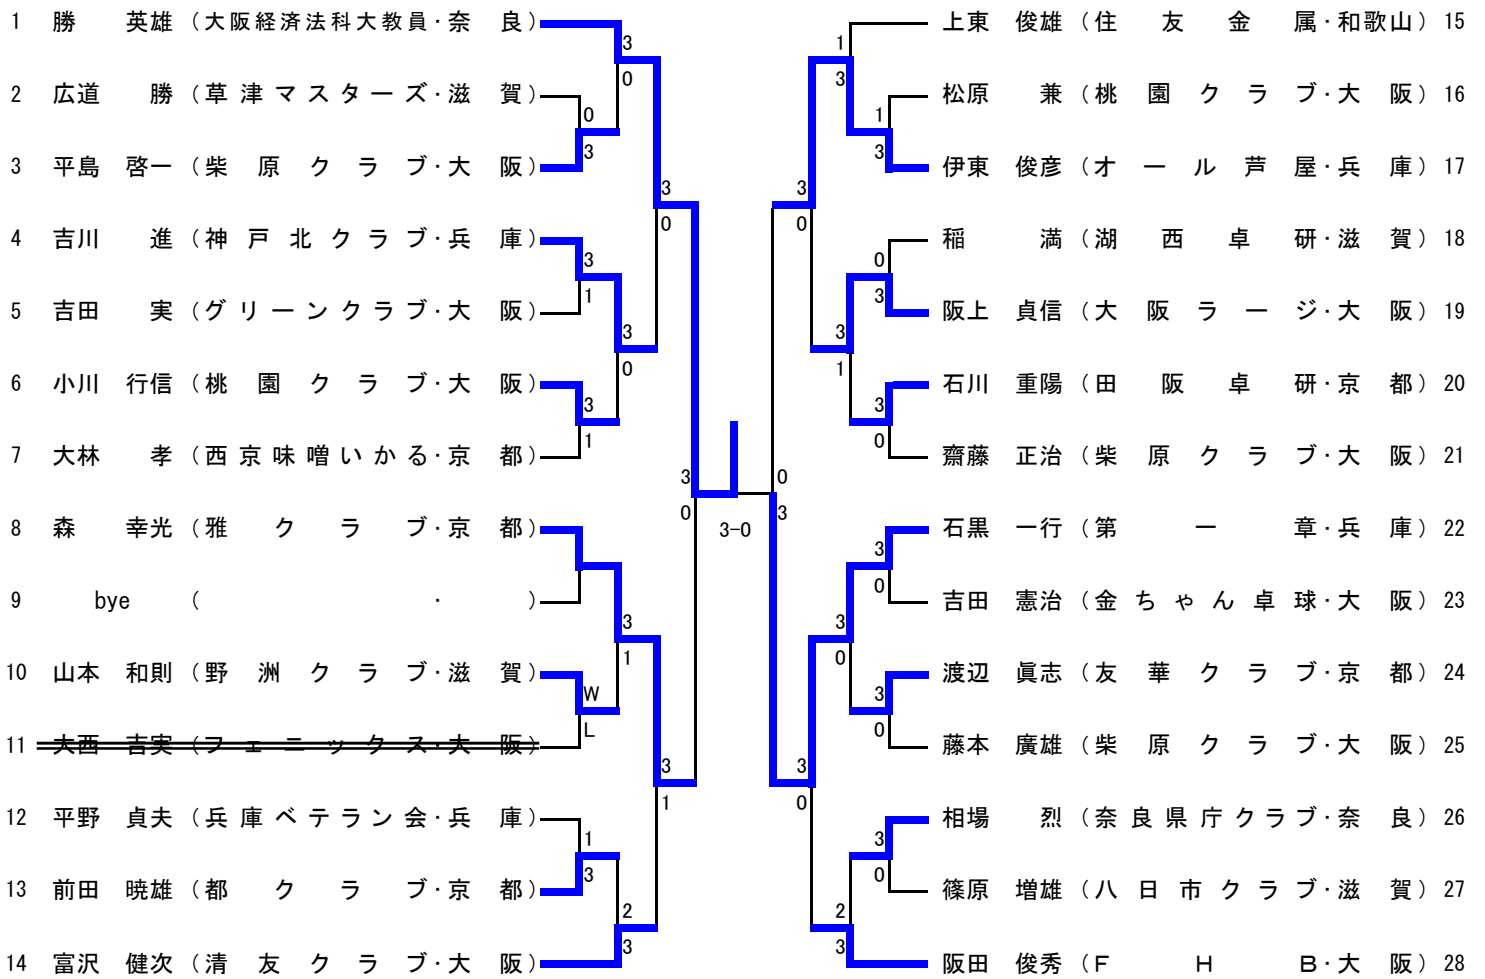 1 勝 英雄 (大阪経済法科大教員・奈良)
2 広道 勝 (草津マスターズ・滋賀)
3 平島 啓一 (柴原クラブ・大阪)
4 吉川 進 (神戸北クラブ・兵庫)
5 吉田 実 (グリーンクラブ・大阪)
6 小川 行信 (桃園クラブ・大阪)
7 大林 孝 (西京味噌いかる・京都)
8 森 幸光 (雅クラブ・京都)
9 bye ( ・ )
10 山本 和則 (野洲クラブ・滋賀)
11 大西 吉実 (フェニックス・大阪)
12 平野 貞夫 (兵庫ベテラン会・兵庫)
13 前田 暁雄 (都クラブ・京都)
14 富沢 健次 (清友クラブ・大阪)
3
0
0
3
3
0
3
1
3
0
3
1
3
0
3
1
W
L
3
1
1
3
2
3
3-0
1
3
1
3
3
0
0
3
3
1
3
0
0
3
3
0
3
0
3
0
3
0
3
0
2
3
上東 俊雄 (住友金属・和歌山) 15
松原 兼 (桃園クラブ・大阪) 16
伊東 俊彦 (オール芦屋・兵庫) 17
稲 満 (湖西卓研・滋賀) 18
阪上 貞信 (大阪ラージ・大阪) 19
石川 重陽 (田阪卓研・京都) 20
齋藤 正治 (柴原クラブ・大阪) 21
石黒 一行 (第一章・兵庫) 22
吉田 憲治 (金ちゃん卓球・大阪) 23
渡辺 眞志 (友華クラブ・京都) 24
藤本 廣雄 (柴原クラブ・大阪) 25
相場 烈 (奈良県庁クラブ・奈良) 26
篠原 増雄 (八日市クラブ・滋賀) 27
阪田 俊秀 (FHB・大阪) 28